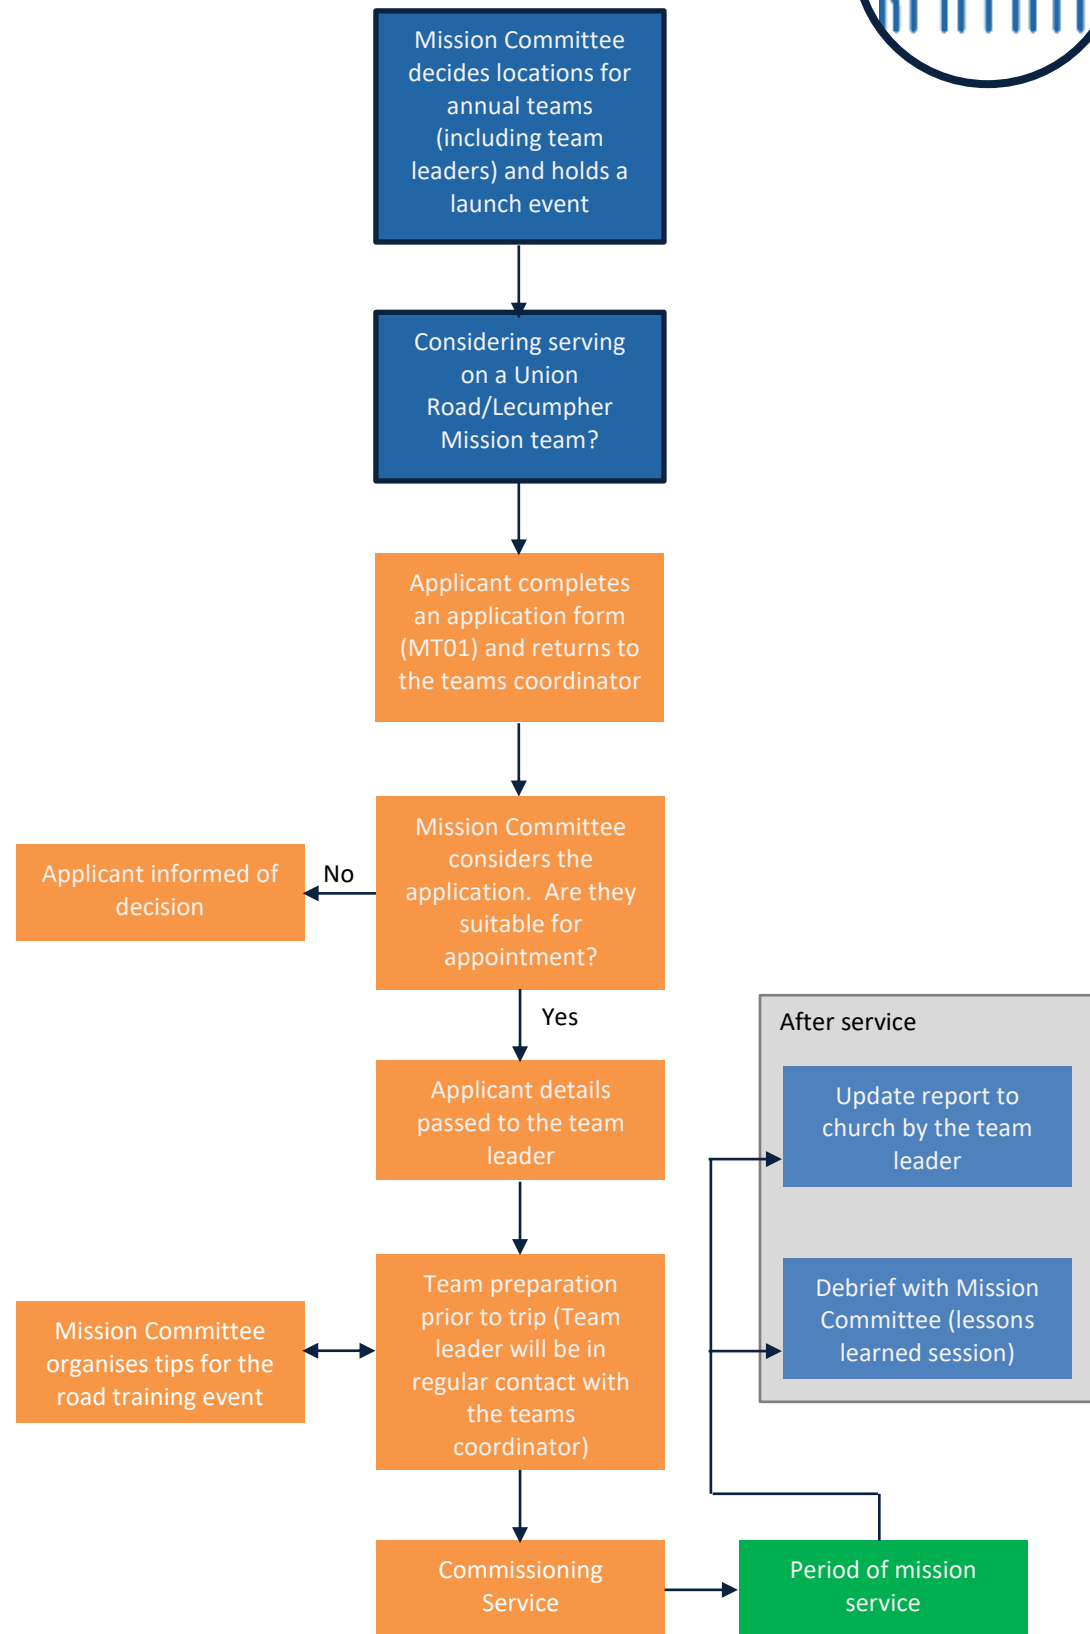 Mission Committee
decides locations for
annual teams
(including team
leaders) and holds a
launch event
Considering serving
on a Union
Road/Lecumpher
Mission team?
Applicant completes
an application form
(MT01) and returns to
the teams coordinator
Mission Committee
considers the
application.  Are they
suitable for
appointment?
No
Applicant informed of
decision
Yes
Applicant details
passed to the team
leader
Team preparation
prior to trip (Team
leader will be in
regular contact with
the teams
coordinator)
Mission Committee
organises tips for the
road training event
Commissioning
Service
Period of mission
service
After service
Update report to
church by the team
leader
Debrief with Mission
Committee (lessons
learned session)